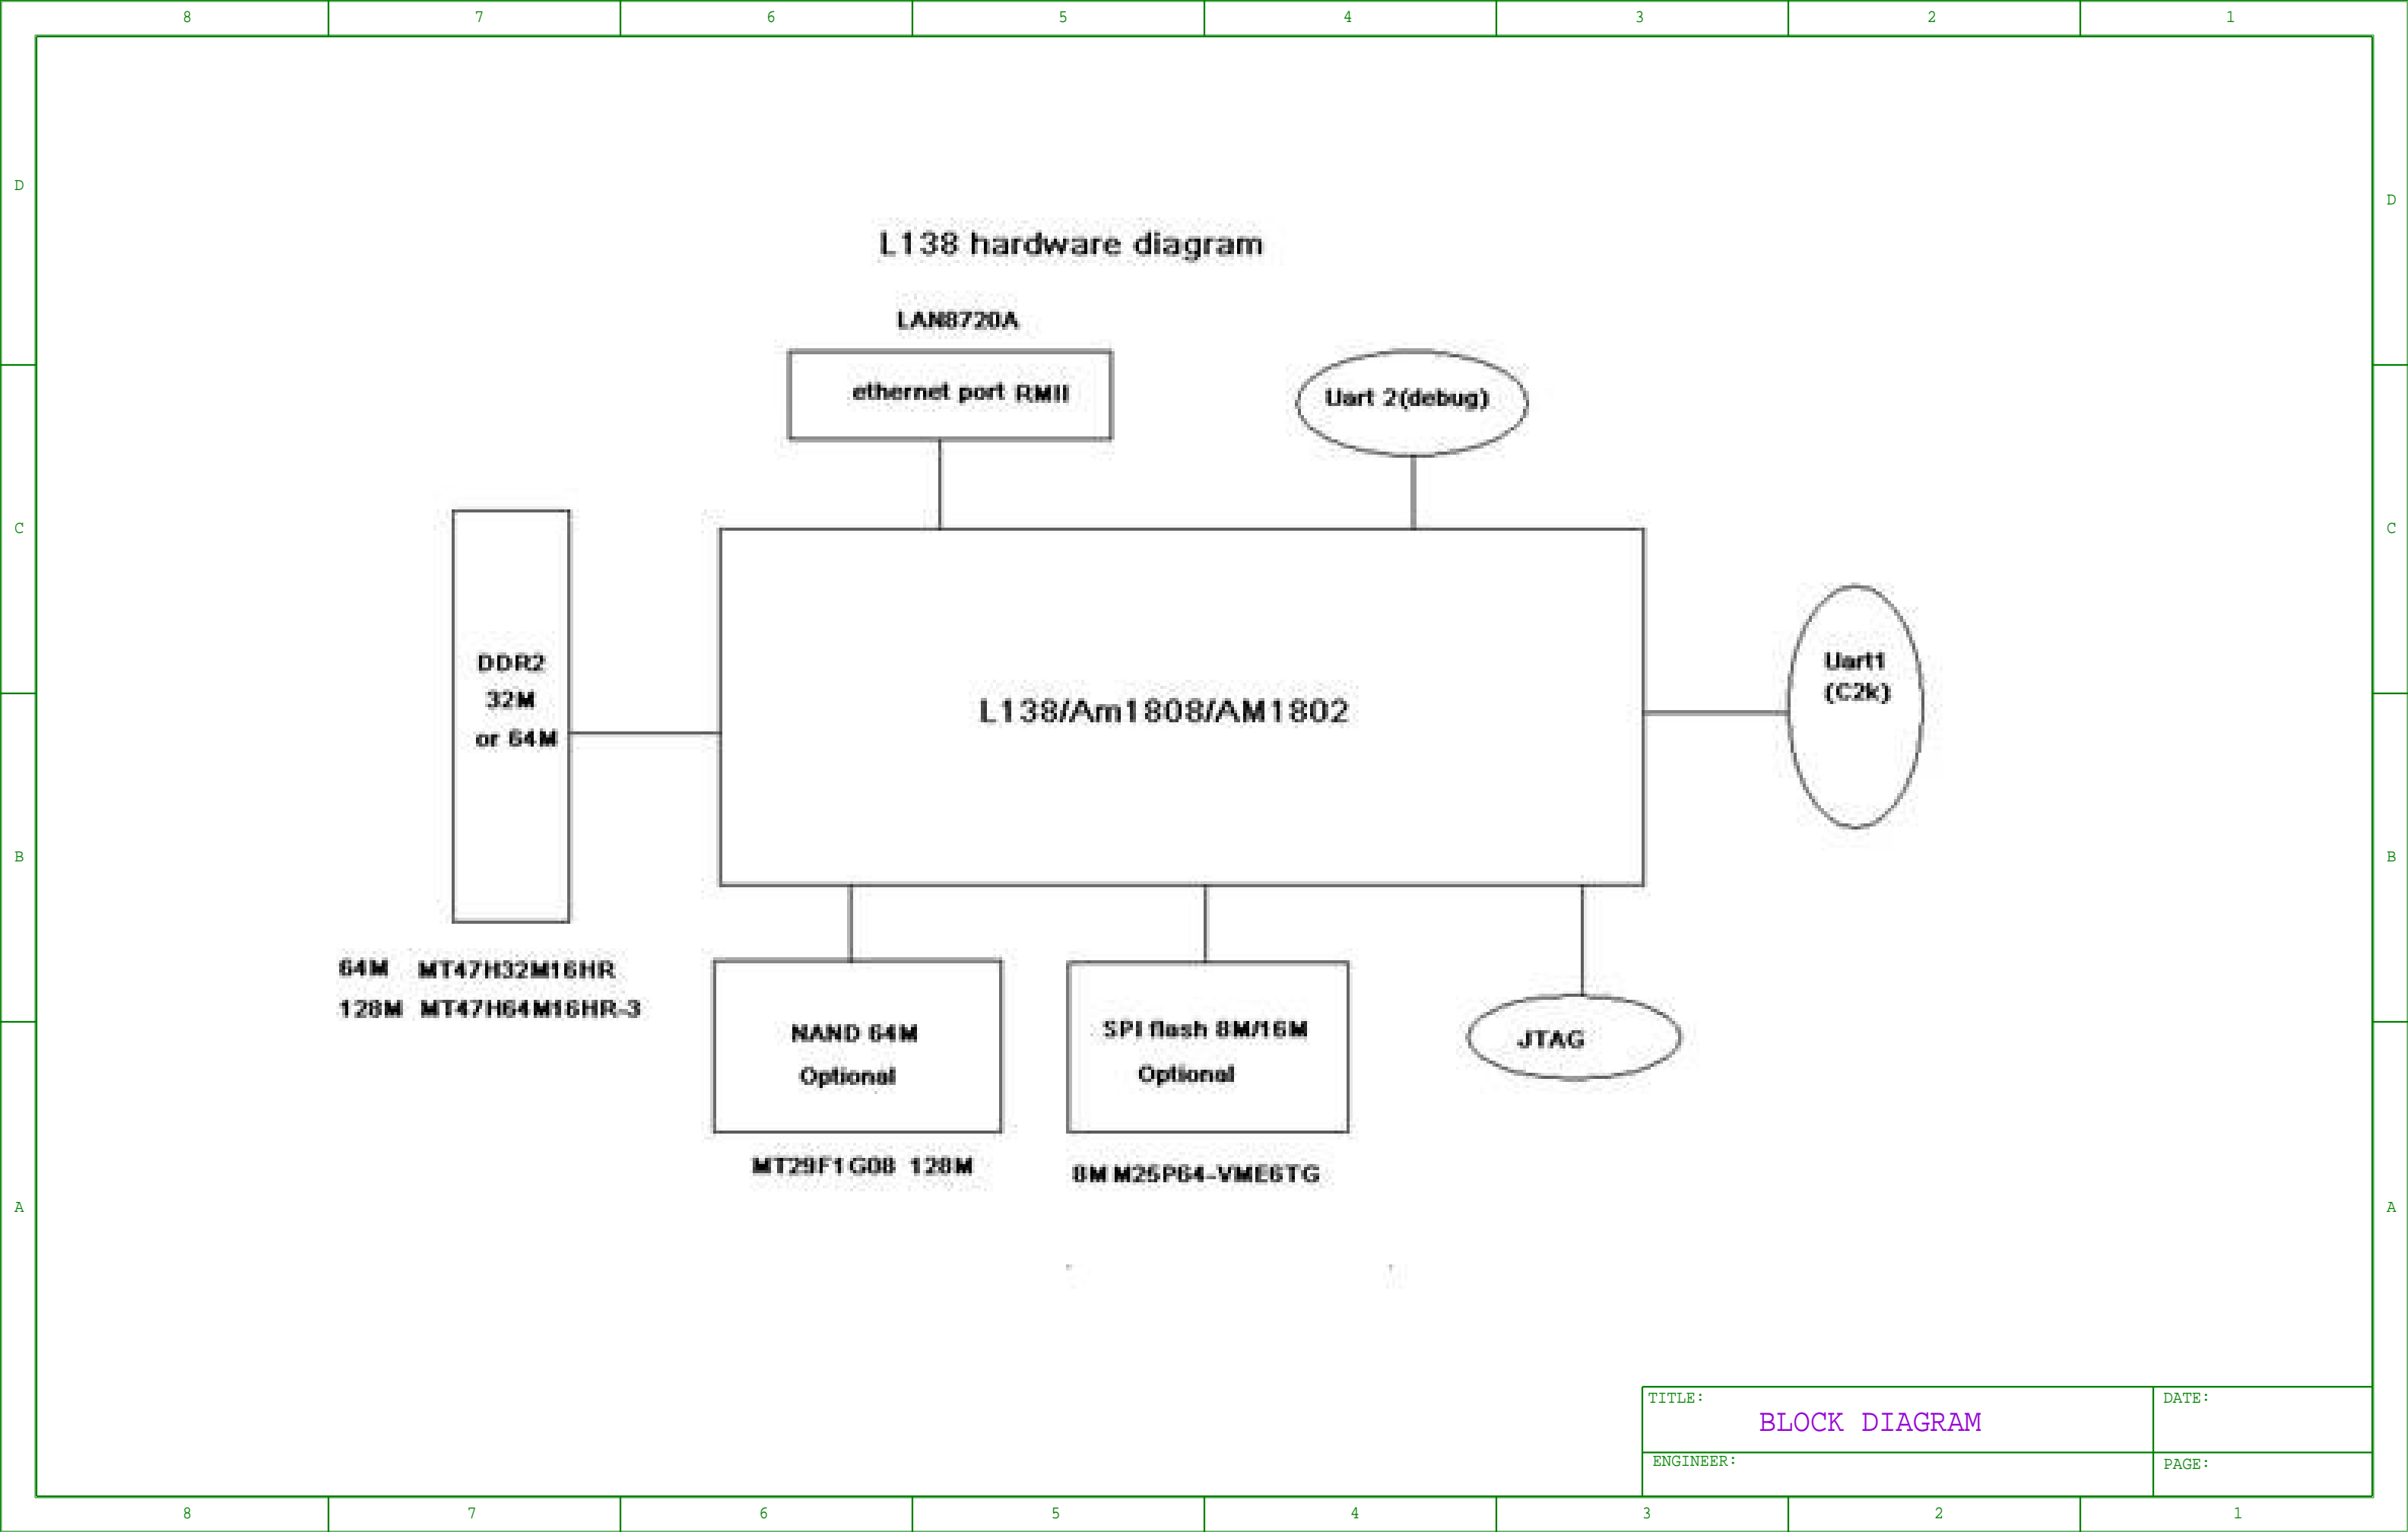 8 7 6 5 4 3 2 1
D D
L138 hardware diagram
LAN8720A
ethernet port RMII
Uart 2(debug)
C C
DDR2
32M
or 64M
L138/Am1808/AM1802
Uart1
(C2k)
B B
64M MT47H32M16HR
128M MT47H64M16HR-3
NAND 64M
Optional
SPI flash 8M/16M
Optional
JTAG
MT29F1G08 128M
8M M25P64-VME6TG
A A
TITLE:
BLOCK DIAGRAM
DATE:
ENGINEER:
PAGE:
8 7 6 5 4 3 2 1